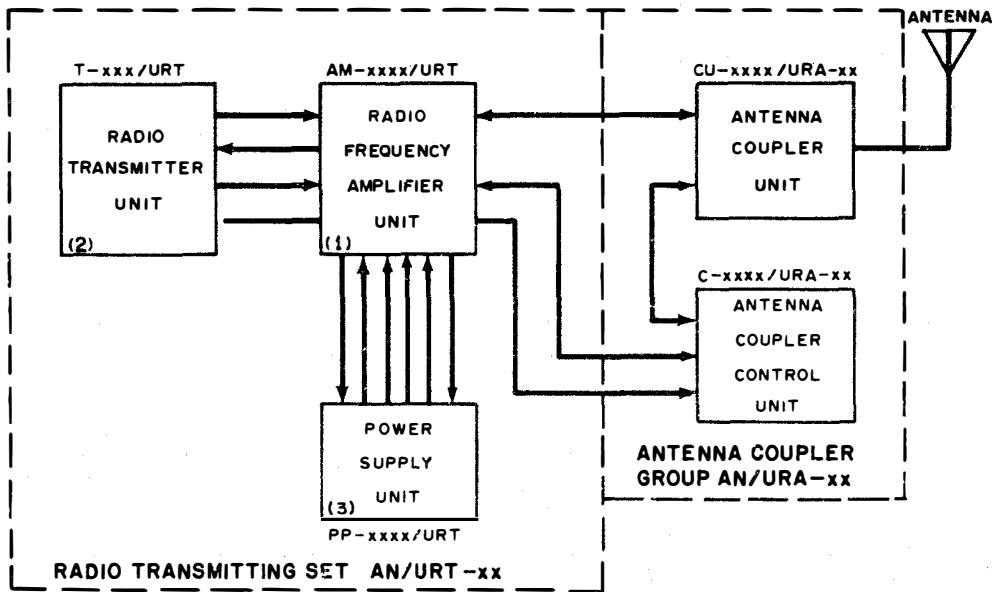 ANTENNA
T-xxx/URT
RADIO
TRANSMITTER
UNIT
(2)
AM-xxxx/URT
RADIO
FREQUENCY
AMPLIFIER
UNIT
(1)
CU-xxxx/URA-xx
ANTENNA
COUPLER
UNIT
C-xxxx/URA-xx
ANTENNA
COUPLER
CONTROL
UNIT
POWER
SUPPLY
UNIT
(3)
PP-xxxx/URT
ANTENNA COUPLER
GROUP AN/URA-xx
RADIO TRANSMITTING SET AN/URT-xx